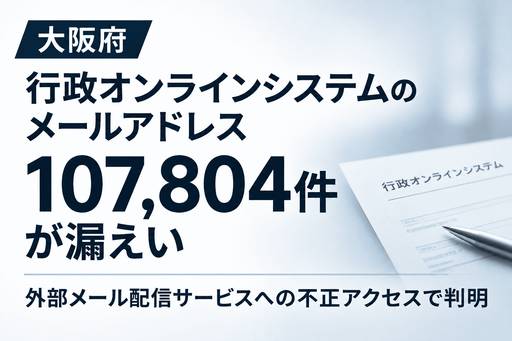 大阪府
行政オンラインシステムの
メールアドレス
107,804件
が漏えい
行政オンラインシステム
外部メール配信サービスへの不正アクセスで判明